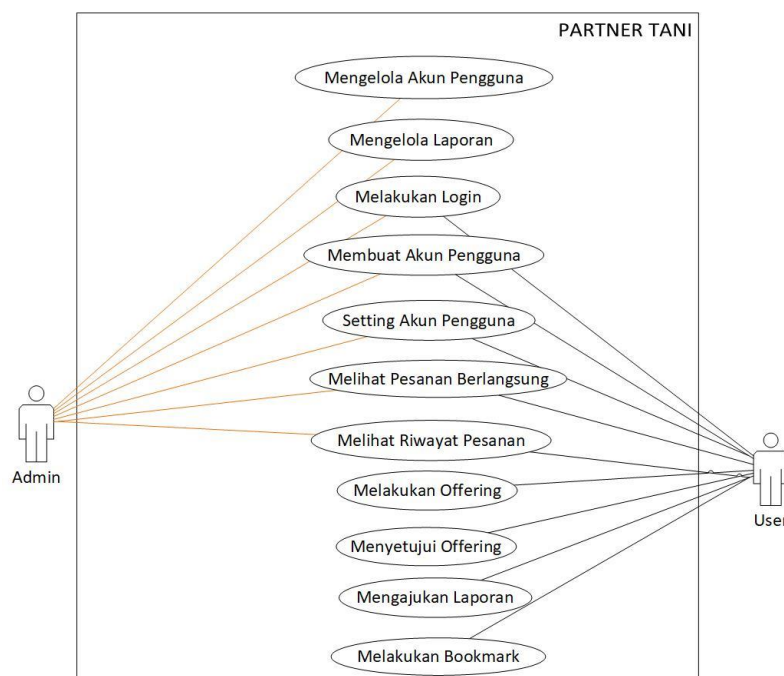 PARTNER TANI
Mengelola Akun Pengguna
Mengelola Laporan
Melakukan Login
Membuat Akun Pengguna
Setting Akun Pengguna
Melihat Pesanan Berlangsung
Melihat Riwayat Pesanan
Admin
Melakukan Offering
User
Menyetujui Offering
Mengajukan Laporan
Melakukan Bookmark